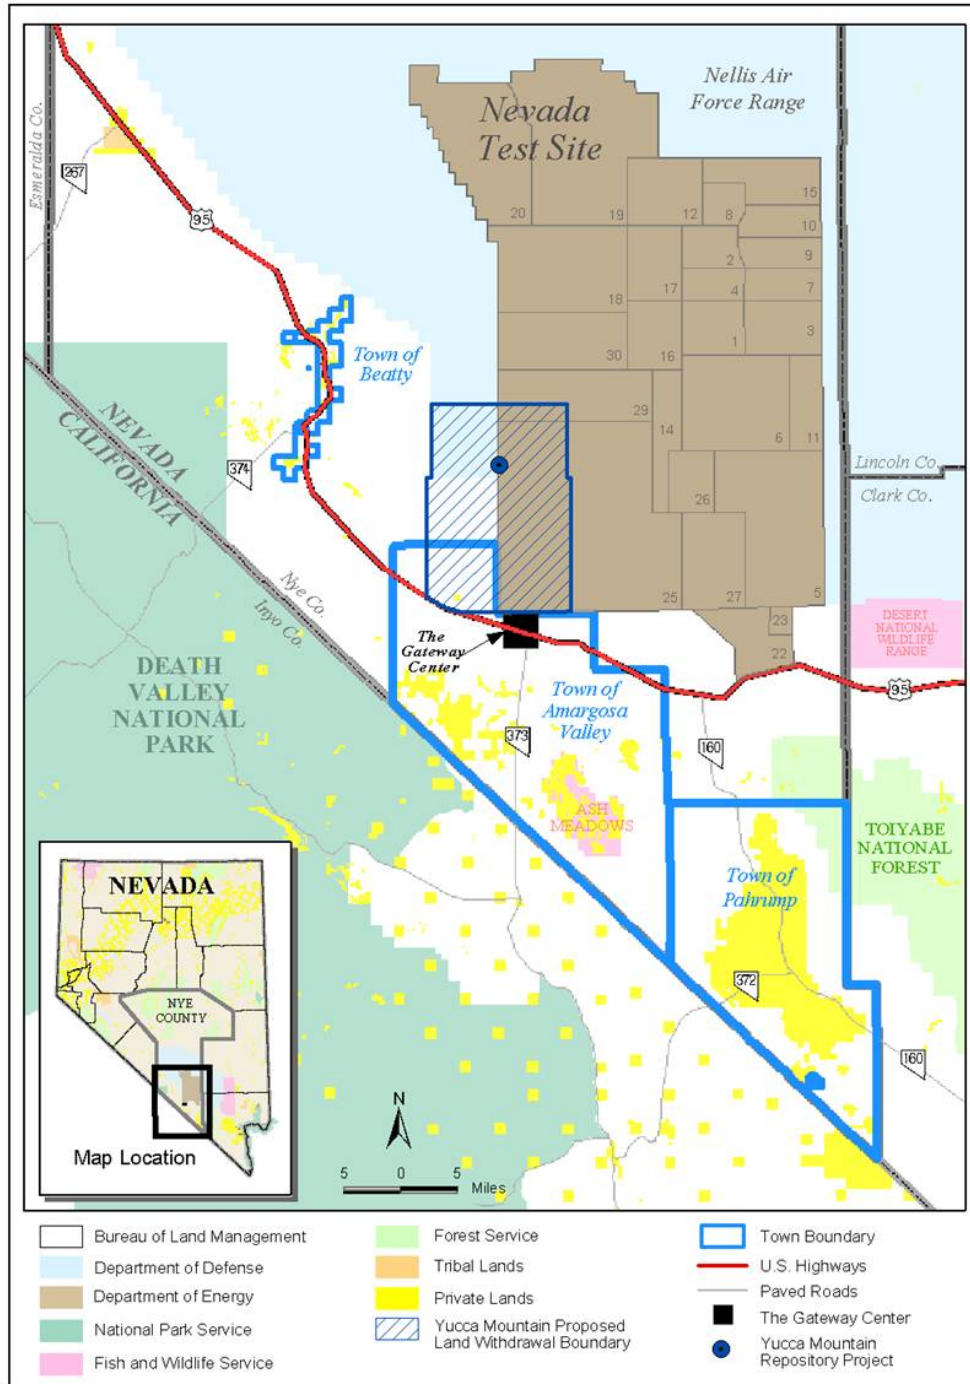 Nellis Air
Force Range
Nevada
Test Site
Esmeralda Co.
267
95
15
20
19
12
8
10
2
9
17
4
7
18
1
3
30
16
Town of
Beatty
29
14
6
11
NEVADA
CALIFORNIA
374
Lincoln Co.
Clark Co.
26
Nye Co.
Inyo Co.
25
27
5
23
22
DESERT
NATIONAL
WILDLIFE
RANGE
The
Gateway
Center
95
DEATH
VALLEY
NATIONAL
PARK
Town of
Amargosa
Valley
373
160
ASH
MEADOWS
TOIYABE
NATIONAL
FOREST
Town of
Pahrump
372
160
NEVADA
NYE
COUNTY
Map Location
N
5 0 5
Miles
Bureau of Land Management
Department of Defense
Department of Energy
National Park Service
Fish and Wildlife Service
Forest Service
Tribal Lands
Private Lands
Yucca Mountain Proposed
Land Withdrawal Boundary
Town Boundary
U.S. Highways
Paved Roads
The Gateway Center
Yucca Mountain
Repository Project